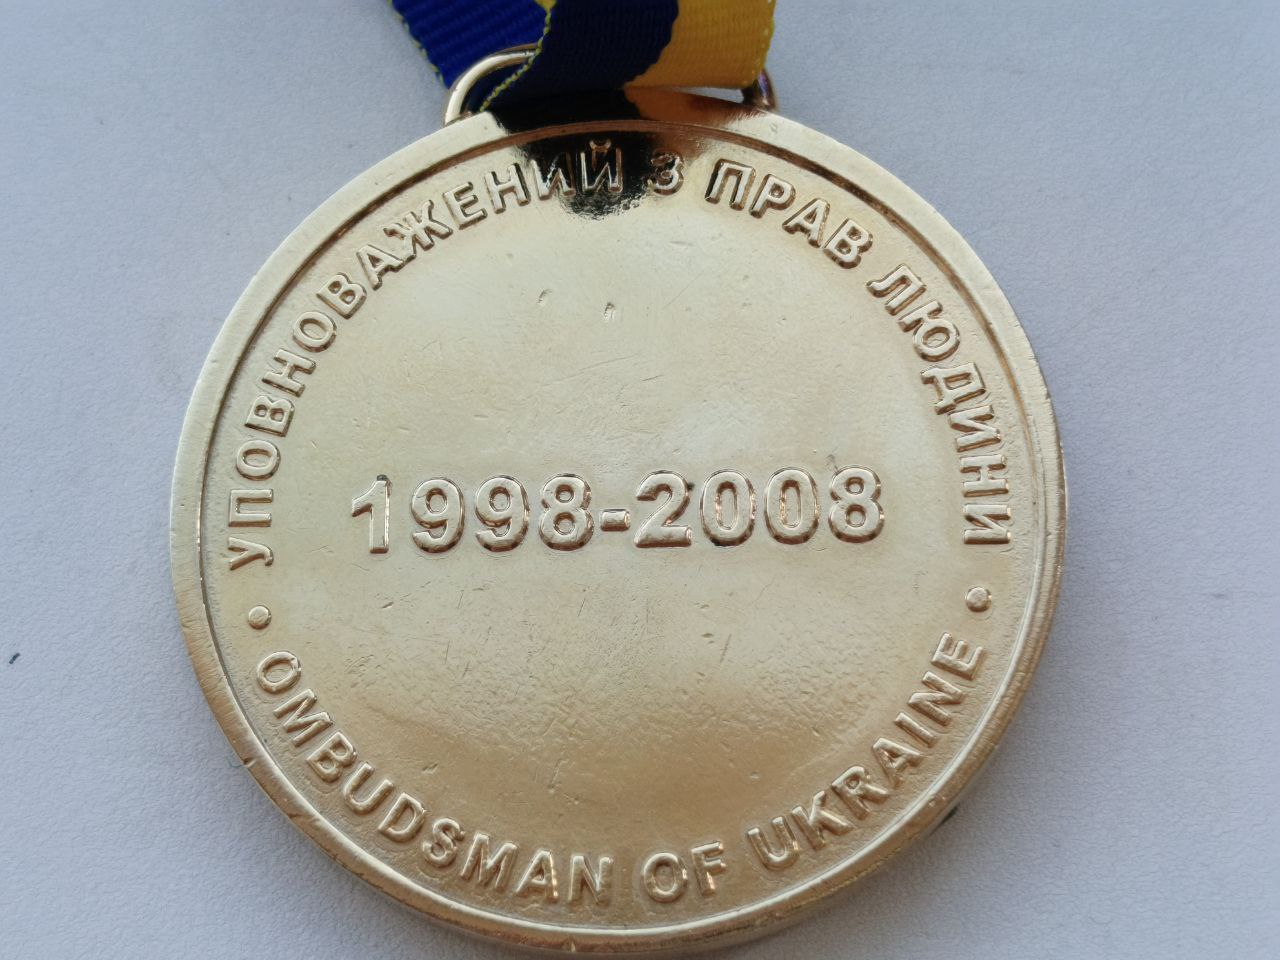 УПОВНОВАЖЕНИЙ З ПРАВ ЛЮДИНИ
1998-2008
• OMBUDSMAN OF UKRAINE •